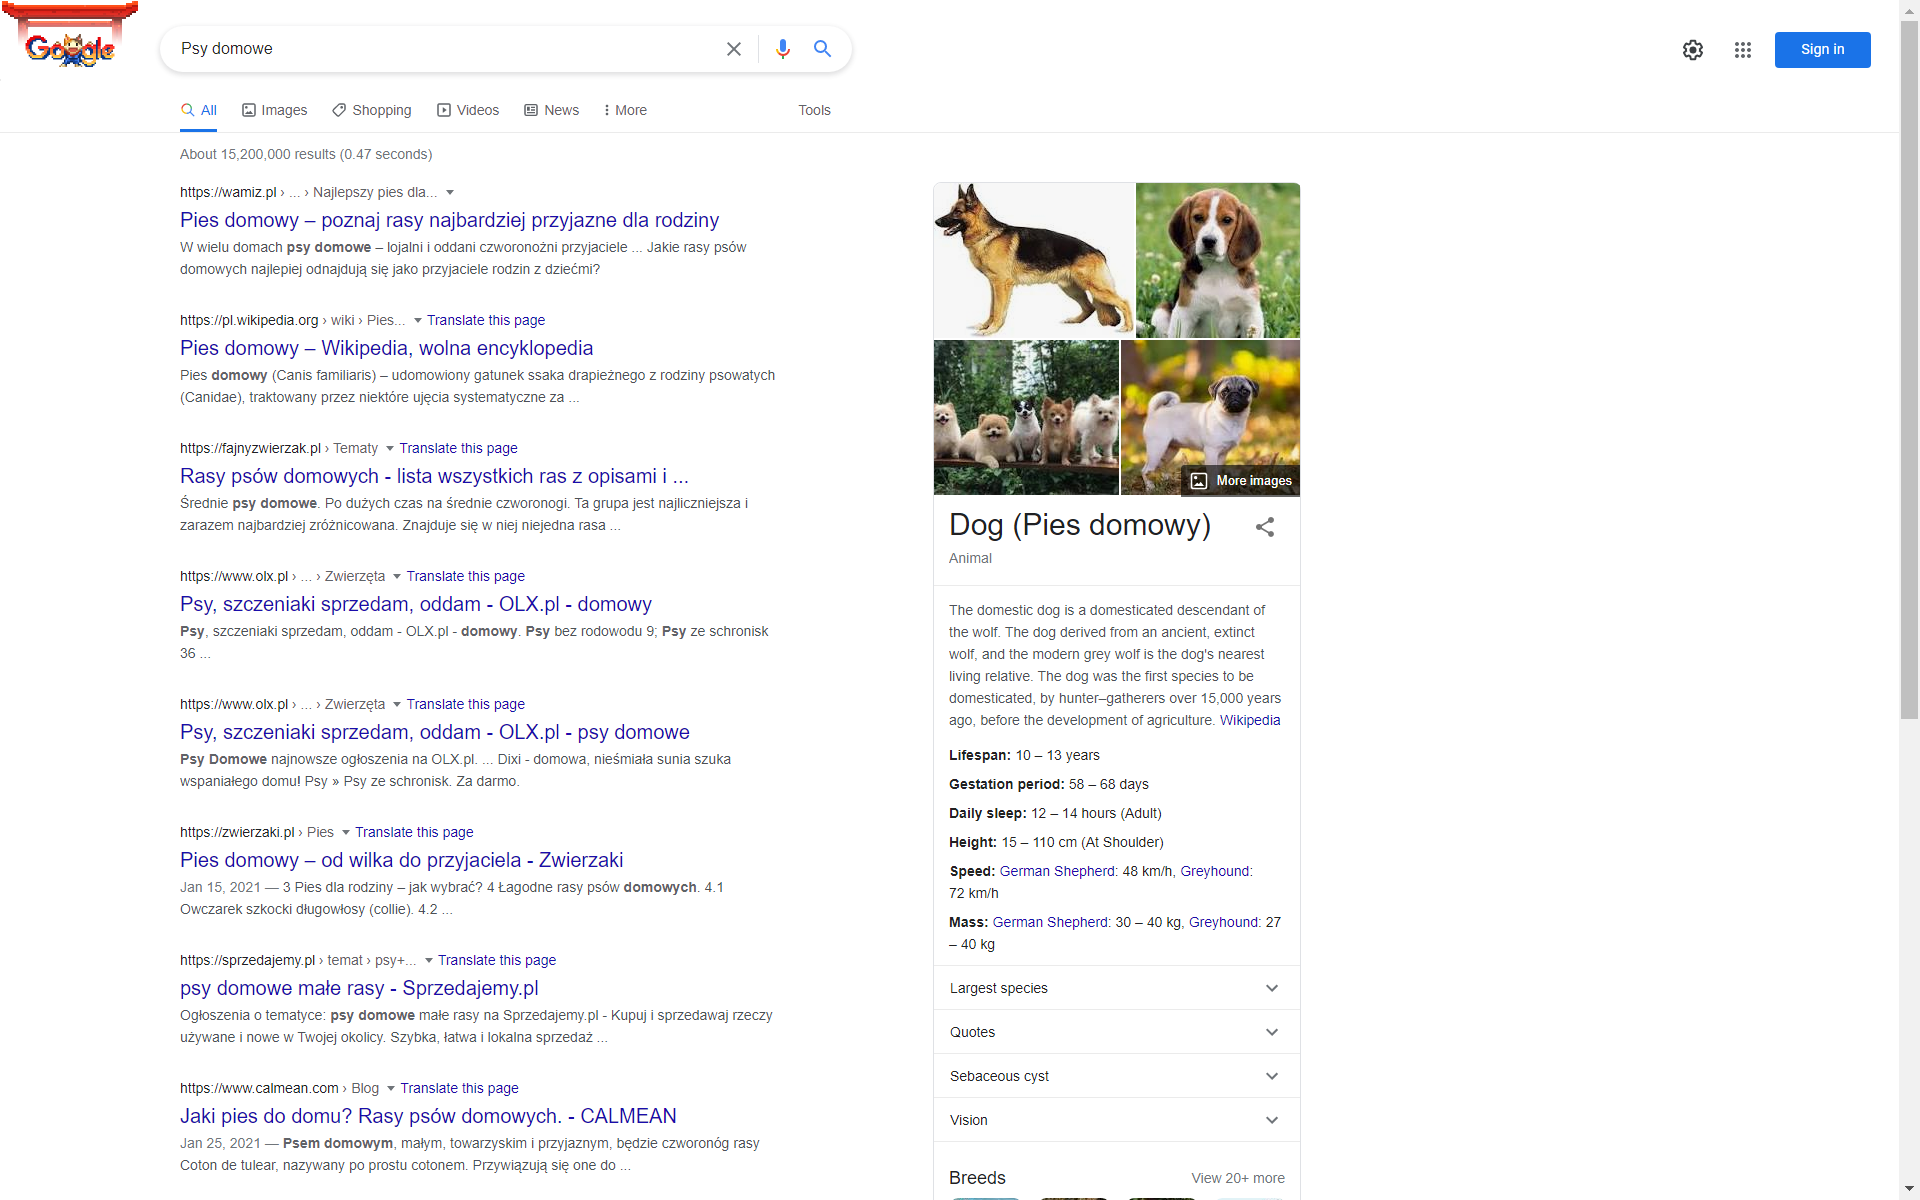 Google
Psy domowe
Sign in
All
Images
Shopping
Videos
News
More
Tools
About 15,200,000 results (0.47 seconds)
https://wamiz.pl › ... › Najlepszy pies dla...
Pies domowy – poznaj rasy najbardziej przyjazne dla rodziny
W wielu domach psy domowe – lojalni i oddani czworonożni przyjaciele ... Jakie rasy psów
domowych najlepiej odnajdują się jako przyjaciele rodzin z dziećmi?
https://pl.wikipedia.org › wiki › Pies... Translate this page
Pies domowy – Wikipedia, wolna encyklopedia
Pies domowy (Canis familiaris) – udomowiony gatunek ssaka drapieżnego z rodziny psowatych
(Canidae), traktowany przez niektóre ujęcia systematyczne za ...
https://fajnyzwierzak.pl › Tematy Translate this page
Rasy psów domowych - lista wszystkich ras z opisami i ...
Średnie psy domowe. Po dużych czas na średnie czworonogi. Ta grupa jest najliczniejsza i
zarazem najbardziej zróżnicowana. Znajduje się w niej niejedna rasa ...
https://www.olx.pl › ... › Zwierzęta Translate this page
Psy, szczeniaki sprzedam, oddam - OLX.pl - domowy
Psy, szczeniaki sprzedam, oddam - OLX.pl - domowy. Psy bez rodowodu 9; Psy ze schronisk
36 ...
https://www.olx.pl › ... › Zwierzęta Translate this page
Psy, szczeniaki sprzedam, oddam - OLX.pl - psy domowe
Psy Domowe najnowsze ogłoszenia na OLX.pl. ... Dixi - domowa, nieśmiała sunia szuka
wspaniałego domu! Psy » Psy ze schronisk. Za darmo.
https://zwierzaki.pl › Pies Translate this page
Pies domowy – od wilka do przyjaciela - Zwierzaki
Jan 15, 2021 — 3 Pies dla rodziny – jak wybrać? 4 Łagodne rasy psów domowych. 4.1
Owczarek szkocki długowłosy (collie). 4.2 ...
https://sprzedajemy.pl › temat › psy+... Translate this page
psy domowe małe rasy - Sprzedajemy.pl
Ogłoszenia o tematyce: psy domowe małe rasy na Sprzedajemy.pl - Kupuj i sprzedawaj rzeczy
używane i nowe w Twojej okolicy. Szybka, łatwa i lokalna sprzedaż ...
https://www.calmean.com › Blog Translate this page
Jaki pies do domu? Rasy psów domowych. - CALMEAN
Jan 25, 2021 — Psem domowym, małym, towarzyskim i przyjaznym, będzie czworonóg rasy
Coton de tulear, nazywany po prostu cotonem. Przywiązują się one do ...
More images
Dog (Pies domowy)
Animal
The domestic dog is a domesticated descendant of
the wolf. The dog derived from an ancient, extinct
wolf, and the modern grey wolf is the dog's nearest
living relative. The dog was the first species to be
domesticated, by hunter–gatherers over 15,000 years
ago, before the development of agriculture. Wikipedia
Lifespan: 10 – 13 years
Gestation period: 58 – 68 days
Daily sleep: 12 – 14 hours (Adult)
Height: 15 – 110 cm (At Shoulder)
Speed: German Shepherd: 48 km/h, Greyhound:
72 km/h
Mass: German Shepherd: 30 – 40 kg, Greyhound: 27
– 40 kg
Largest species
Quotes
Sebaceous cyst
Vision
Breeds
View 20+ more